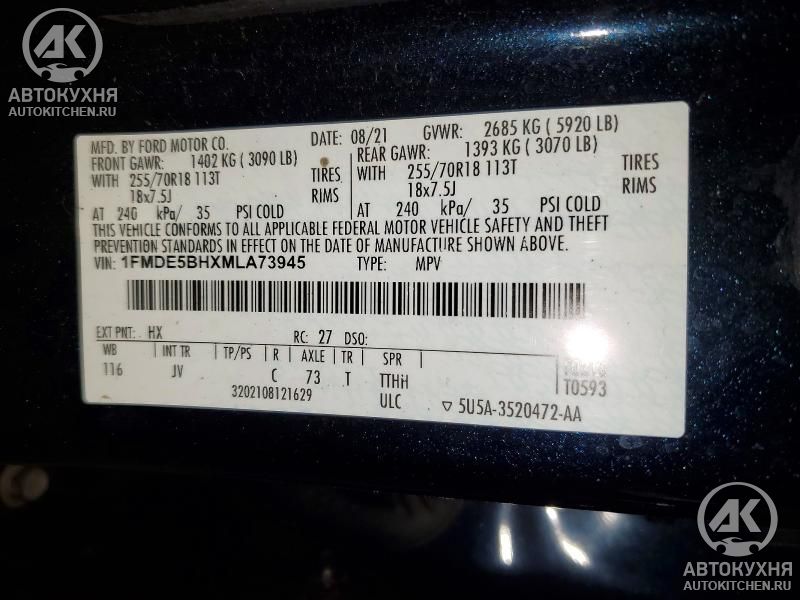 АК
АВТОКУХНЯ
AUTOKITCHEN.RU
MFD. BY FORD MOTOR CO.
DATE: 08/21 GVWR: 2685 KG ( 5920 LB)
FRONT GAWR: 1402 KG ( 3090 LB) REAR GAWR: 1393 KG ( 3070 LB)
WITH 255/70R18 113T TIRES WITH 255/70R18 113T TIRES
18x7.5J RIMS 18x7.5J RIMS
AT 240 kPa/ 35 PSI COLD AT 240 kPa/ 35 PSI COLD
THIS VEHICLE CONFORMS TO ALL APPLICABLE FEDERAL MOTOR VEHICLE SAFETY AND THEFT
PREVENTION STANDARDS IN EFFECT ON THE DATE OF MANUFACTURE SHOWN ABOVE.
VIN: 1FMDE5BHXMLA73945 TYPE: MPV
EXT PNT: HX RC: 27 DSO:
WB INT TR TP/PS R AXLE TR SPR
116 JV C 73 T TTHH T0593
3202108121629 ULC ▽ 5U5A-3520472-AA
АК
АВТОКУХНЯ
AUTOKITCHEN.RU